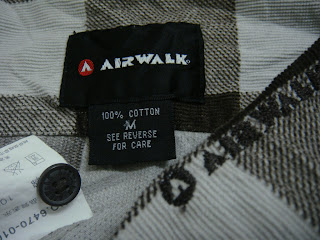 AIRWALK
100% COTTON
M
SEE REVERSE
FOR CARE
AIRWALK